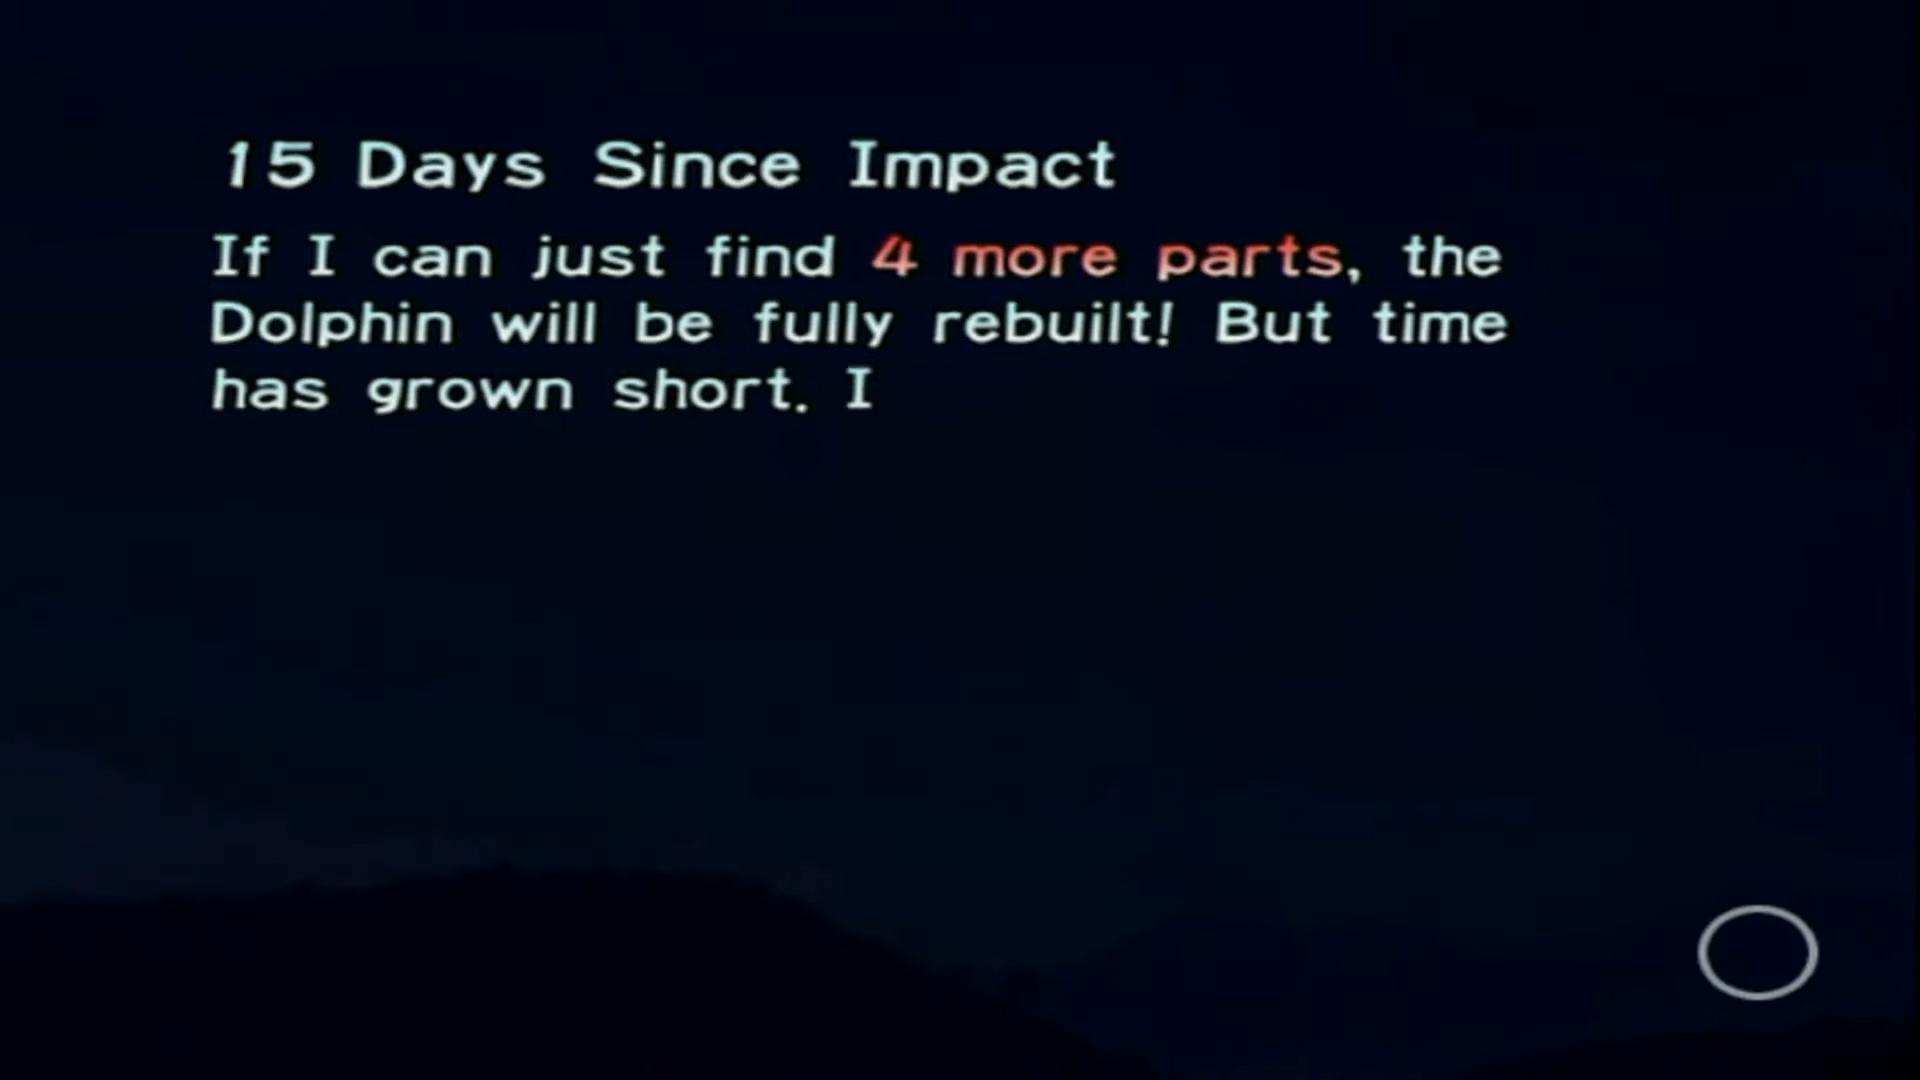 15 Days Since Impact
If I can just find 4 more parts, the
Dolphin will be fully rebuilt! But time
has grown short. I